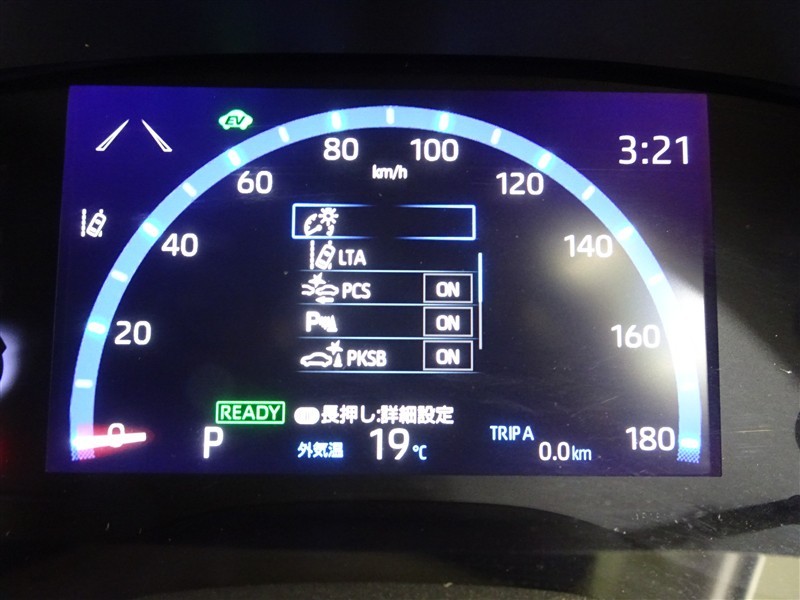 EV
3:21
80 100
km/h
60 120
40 140
LTA
PCS ON
P ON
20 160
PKSB ON
READY 長押し:詳細設定
0 180
P 外気温 19℃ TRIP A
0.0km